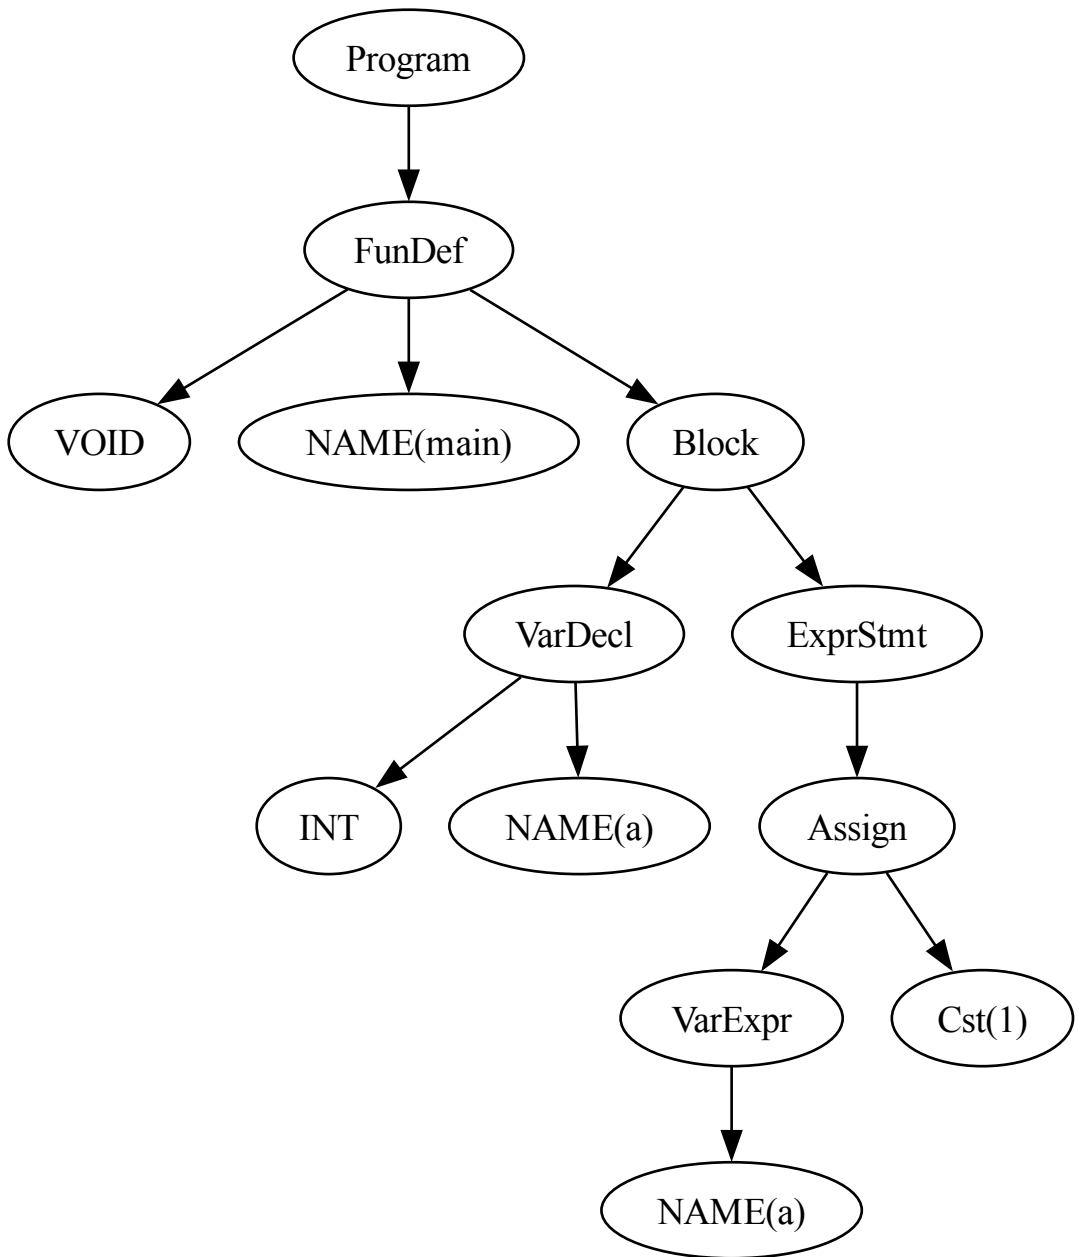 Program
FunDef
VOID
NAME(main)
Block
VarDecl
ExprStmt
INT
NAME(a)
Assign
VarExpr
Cst(1)
NAME(a)